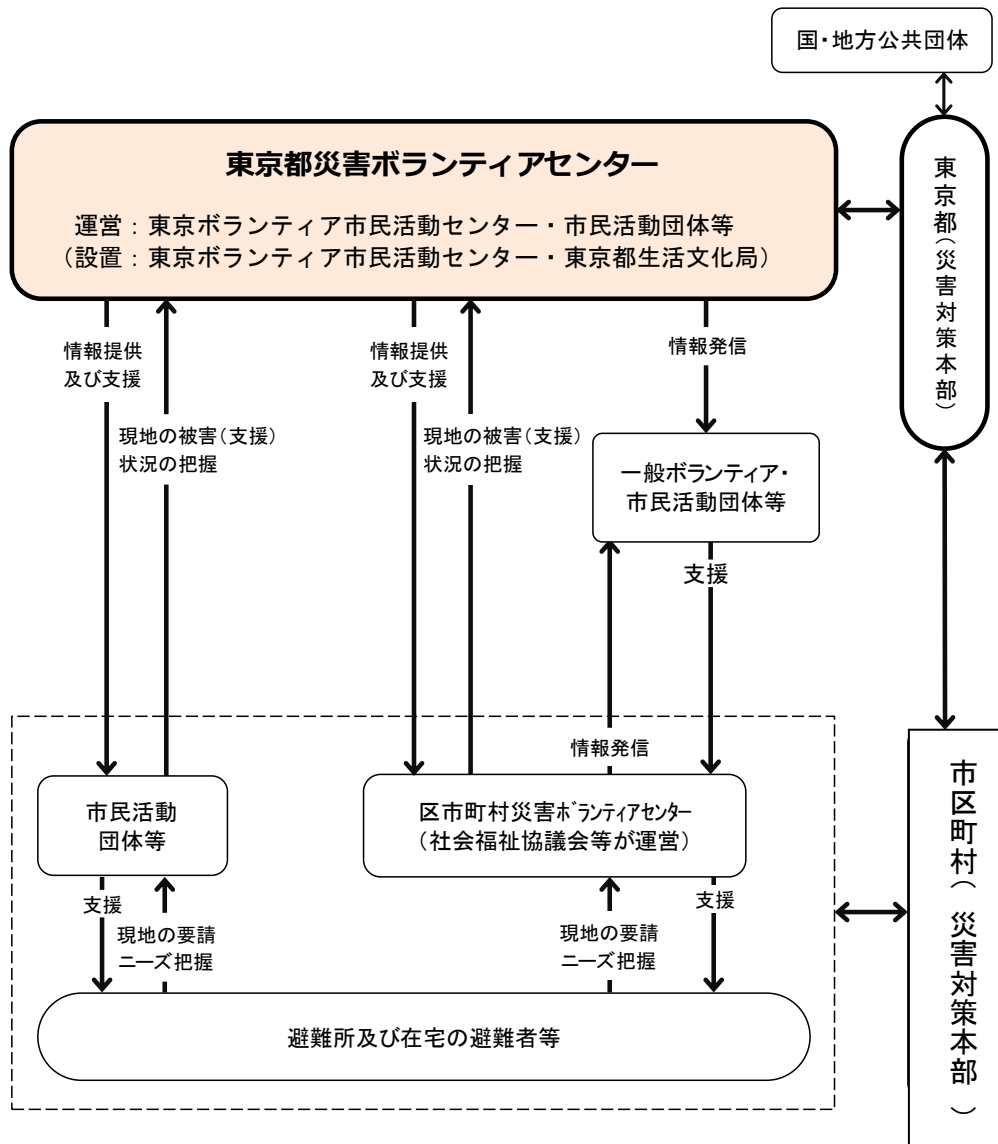 国・地方公共団体
東京都災害ボランティアセンター
運営：東京ボランティア市民活動センター・市民活動団体等
（設置：東京ボランティア市民活動センター・東京都生活文化局）
東京都（災害対策本部）
情報提供
及び支援
現地の被害（支援）
状況の把握
情報提供
及び支援
現地の被害（支援）
状況の把握
情報発信
一般ボランティア・
市民活動団体等
支援
情報発信
市民活動
団体等
区市町村災害ﾎﾞﾗﾝﾃｨｱｾﾝﾀｰ
（社会福祉協議会等が運営）
支援
現地の要請
ニーズ把握
現地の要請
ニーズ把握
支援
避難所及び在宅の避難者等
市区町村（ 災害対策本部 ）